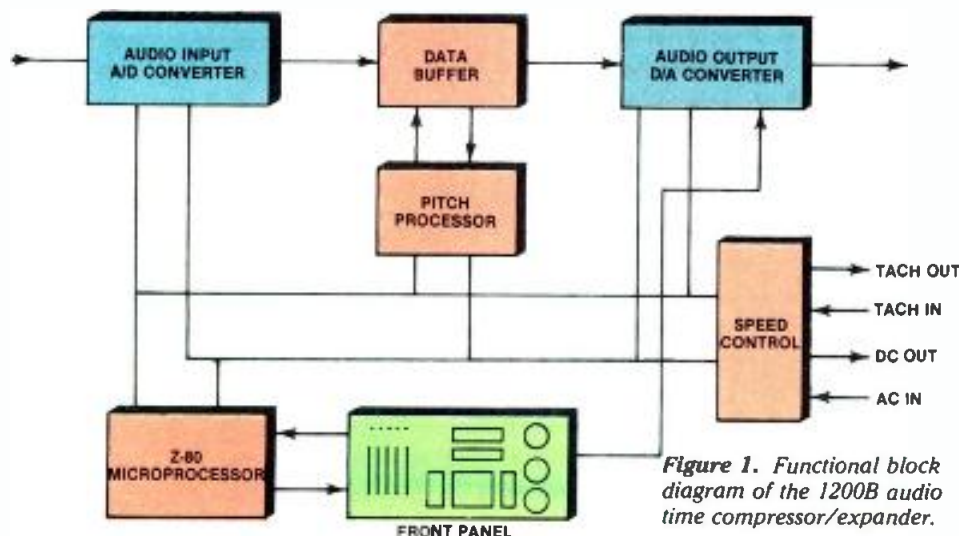 AUDIO INPUT
A/D CONVERTER
DATA
BUFFER
AUDIO OUTPUT
D/A CONVERTER
PITCH
PROCESSOR
SPEED
CONTROL
TACH OUT
TACH IN
DC OUT
AC IN
Z-80
MICROPROCESSOR
FRONT PANEL
Figure 1. Functional block
diagram of the 1200B audio
time compressor/expander.